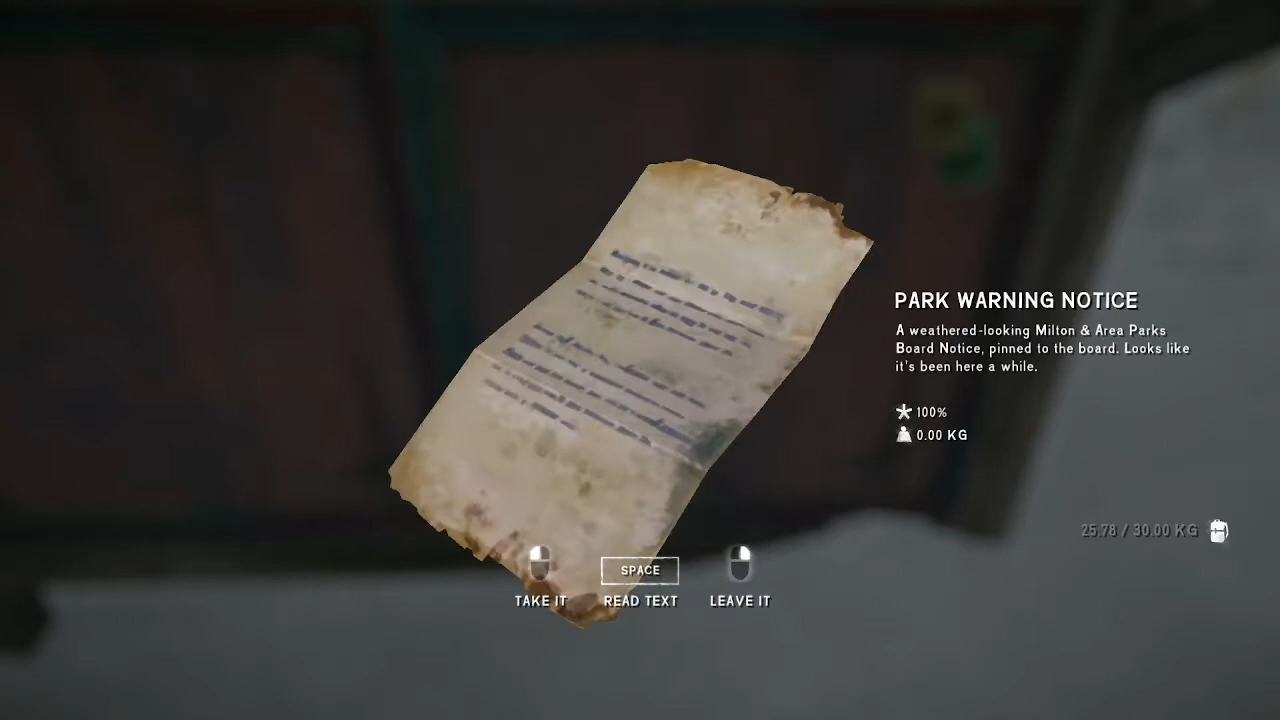 PARK WARNING NOTICE
A weathered-looking Milton & Area Parks
Board Notice, pinned to the board. Looks like
it's been here a while.
100%
0.00 KG
25.78 / 30.00 KG
SPACE
TAKE IT
READ TEXT
LEAVE IT